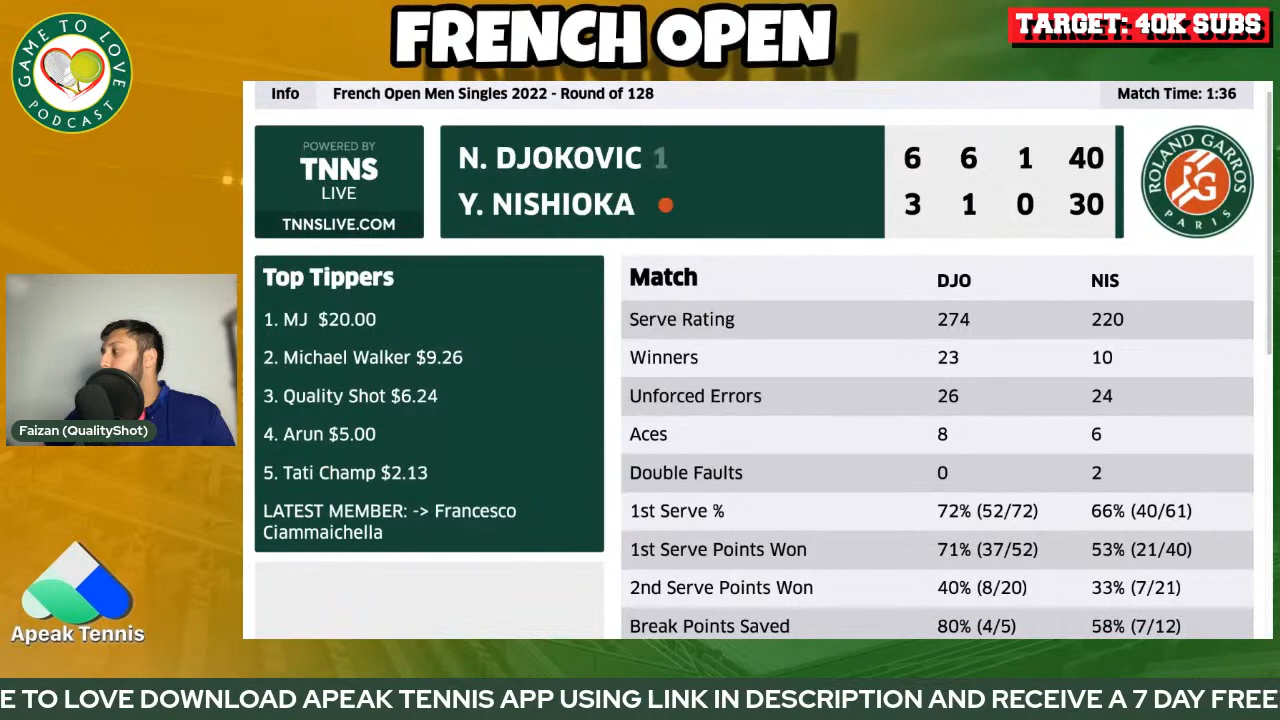 GAME TO LOVE
PODCAST
FRENCH OPEN
TARGET: 40K SUBS
Info
French Open Men Singles 2022 - Round of 128
Match Time: 1:36
POWERED BY
TNNS
LIVE
TNNSLIVE.COM
N. DJOKOVIC 1 6 6 1 40
Y. NISHIOKA 3 1 0 30
ROLAND GARROS
RG
PARIS
Top Tippers
1. MJ $20.00
2. Michael Walker $9.26
3. Quality Shot $6.24
4. Arun $5.00
5. Tati Champ $2.13
LATEST MEMBER: -> Francesco
Ciammaichella
Match DJO NIS
Serve Rating 274 220
Winners 23 10
Unforced Errors 26 24
Aces 8 6
Double Faults 0 2
1st Serve % 72% (52/72) 66% (40/61)
1st Serve Points Won 71% (37/52) 53% (21/40)
2nd Serve Points Won 40% (8/20) 33% (7/21)
Break Points Saved 80% (4/5) 58% (7/12)
Faizan (QualityShot)
Apeak Tennis
E TO LOVE DOWNLOAD APEAK TENNIS APP USING LINK IN DESCRIPTION AND RECEIVE A 7 DAY FREE